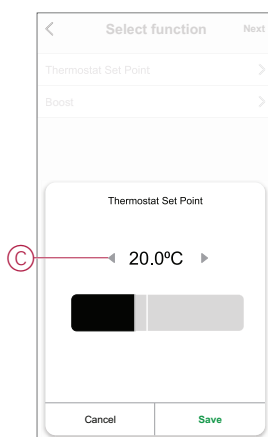 Select function Next
Thermostat Set Point
Boost
Thermostat Set Point
C 20.0ºC
Cancel Save